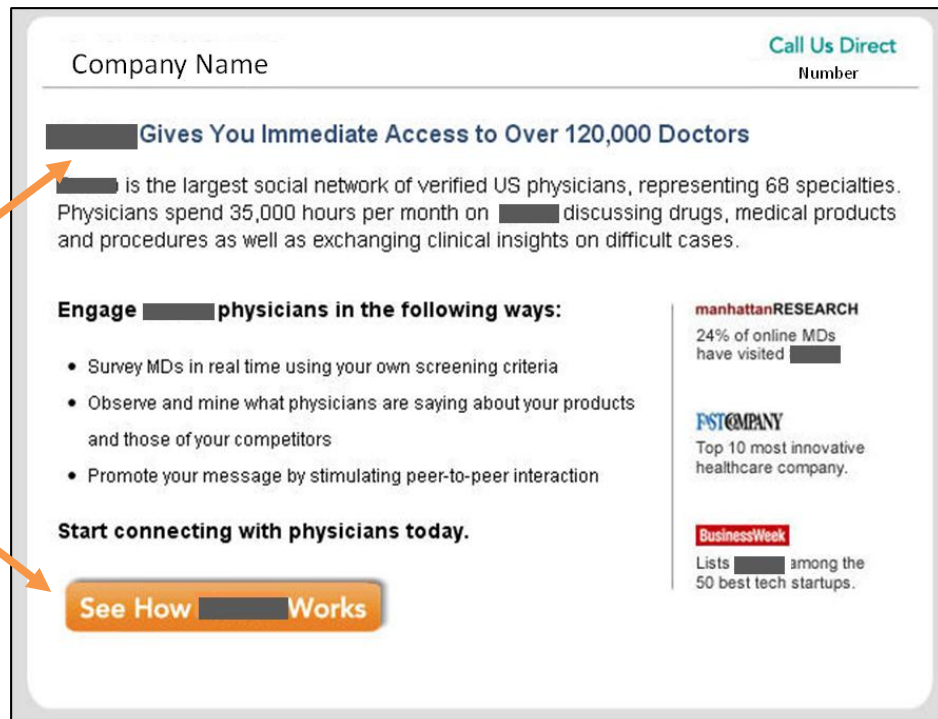 Company Name
Call Us Direct
Number
Gives You Immediate Access to Over 120,000 Doctors
is the largest social network of verified US physicians, representing 68 specialties.
Physicians spend 35,000 hours per month on discussing drugs, medical products
and procedures as well as exchanging clinical insights on difficult cases.
Engage physicians in the following ways:
• Survey MDs in real time using your own screening criteria
• Observe and mine what physicians are saying about your products
and those of your competitors
• Promote your message by stimulating peer-to-peer interaction
Start connecting with physicians today.
See How Works
manhattanRESEARCH
24% of online MDs
have visited
FAST COMPANY
Top 10 most innovative
healthcare company.
BusinessWeek
Lists among the
50 best tech startups.